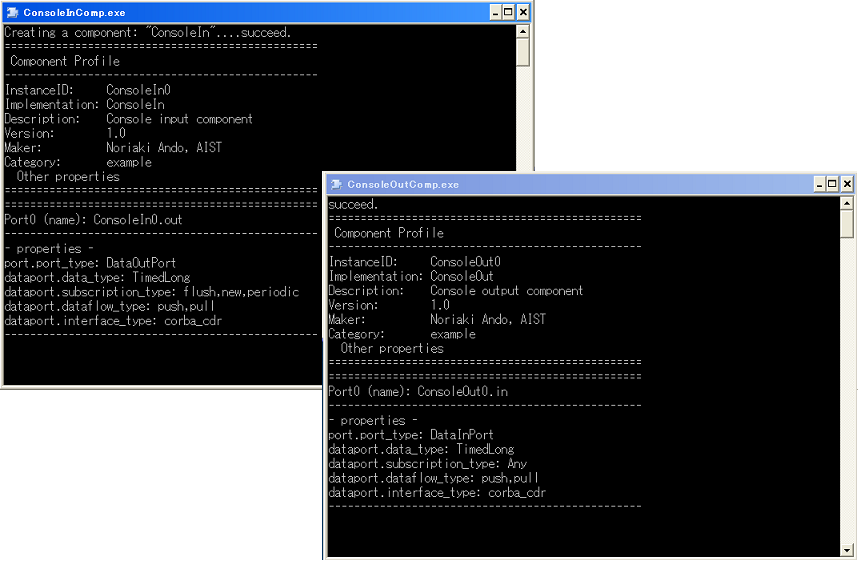 ConsoleInComp.exe
Creating a component: "ConsoleIn"....succeed.
=================================================
Component Profile
-------------------------------------------------
InstanceID:     ConsoleIn0
Implementation: ConsoleIn
Description:    Console input component
Version:        1.0
Maker:          Noriaki Ando, AIST
Category:       example
Other properties
=================================================
=================================================
Port0 (name): ConsoleIn0.out
-------------------------------------------------
- properties -
port.port_type: DataOutPort
dataport.data_type: TimedLong
dataport.subscription_type: flush,new,periodic
dataport.dataflow_type: push,pull
dataport.interface_type: corba_cdr
-------------------------------------------------
ConsoleOutComp.exe
succeed.
=================================================
Component Profile
-------------------------------------------------
InstanceID:     ConsoleOut0
Implementation: ConsoleOut
Description:    Console output component
Version:        1.0
Maker:          Noriaki Ando, AIST
Category:       example
Other properties
=================================================
=================================================
Port0 (name): ConsoleOut0.in
-------------------------------------------------
- properties -
port.port_type: DataInPort
dataport.data_type: TimedLong
dataport.subscription_type: Any
dataport.dataflow_type: push,pull
dataport.interface_type: corba_cdr
-------------------------------------------------